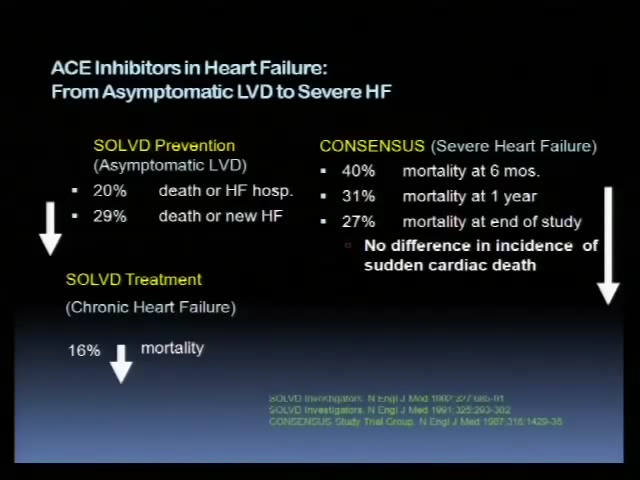 ACE Inhibitors in Heart Failure:
From Asymptomatic LVD to Severe HF
SOLVD Prevention
(Asymptomatic LVD)
20% death or HF hosp.
29% death or new HF
SOLVD Treatment
(Chronic Heart Failure)
16% mortality
CONSENSUS (Severe Heart Failure)
40% mortality at 6 mos.
31% mortality at 1 year
27% mortality at end of study
No difference in incidence of
sudden cardiac death
SOLVD Investigators. N Engl J Med
SOLVD Investigators. N Engl J Med 1991;325:293-302
CONSENSUS Study Trial Group. N Engl J Med 1987;316:1429-35